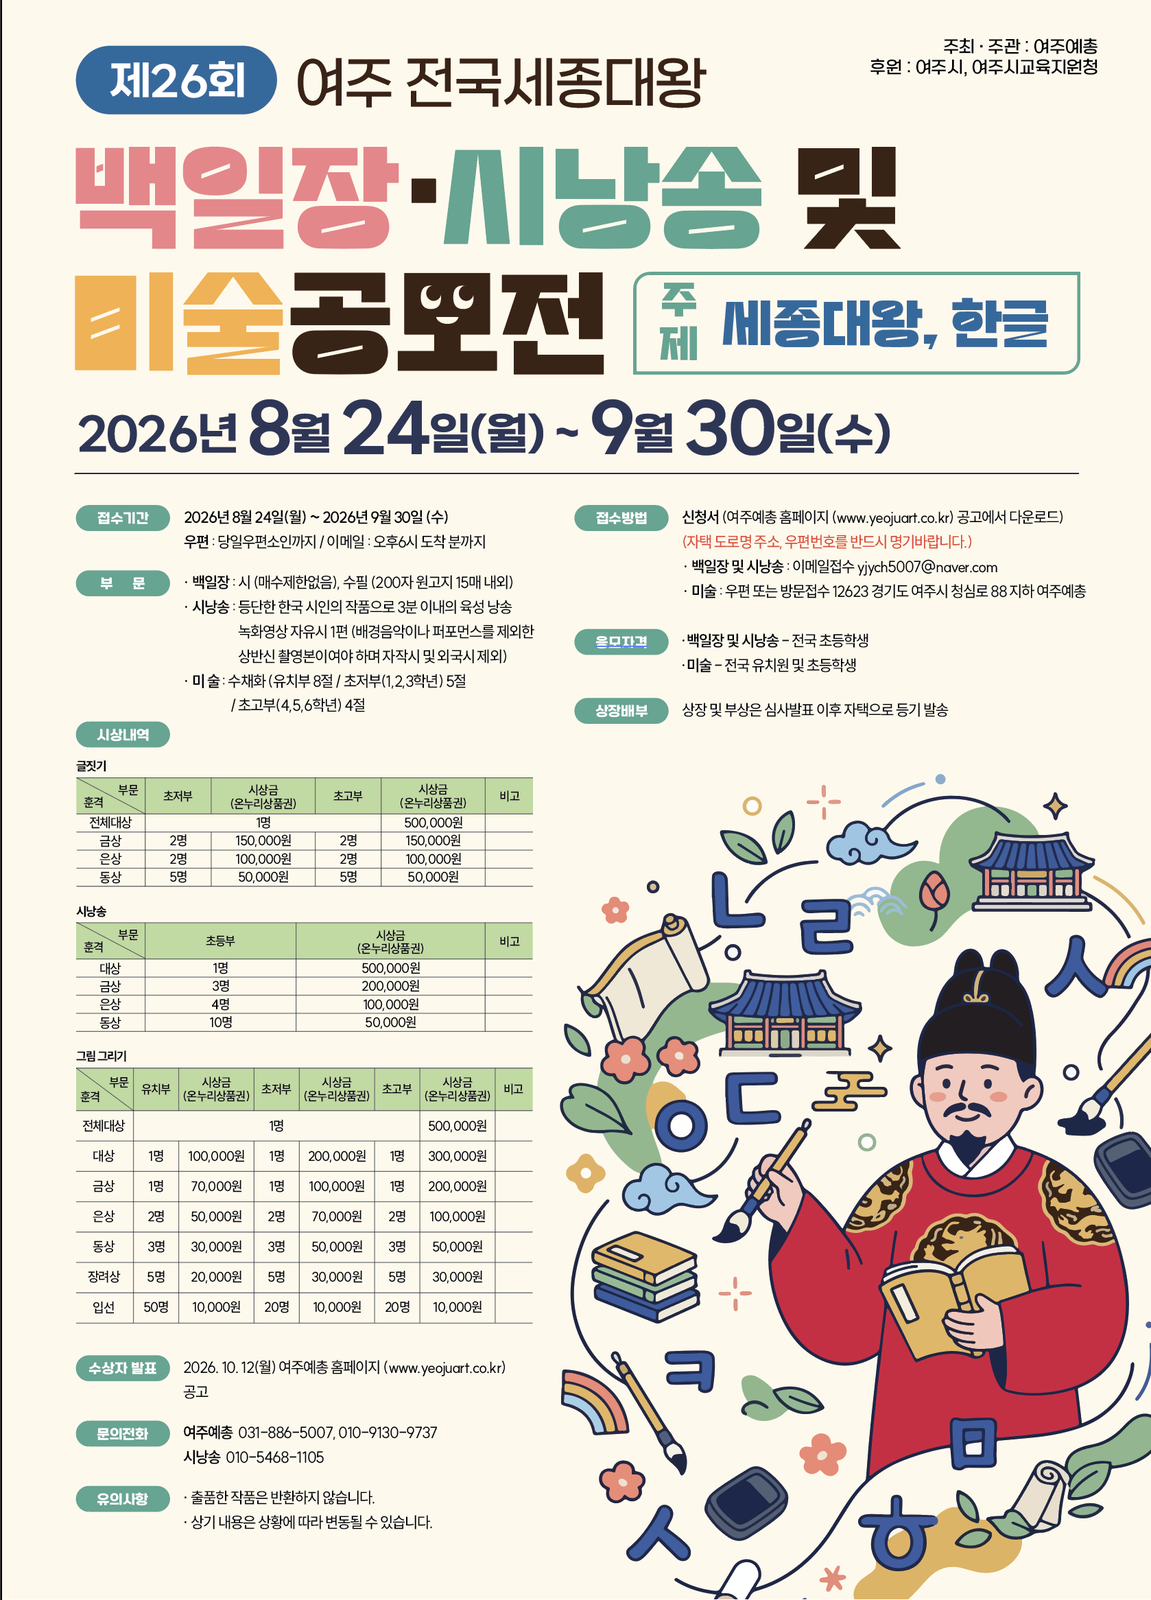 주최 · 주관 : 여주예총
후원 : 여주시, 여주시교육지원청
제26회 여주 전국세종대왕
백일장·시낭송 및
미술공모전
주제 세종대왕, 한글
2026년 8월 24일(월) ~ 9월 30일(수)
접수기간 2026년 8월 24일(월) ~ 2026년 9월 30일 (수)
우편 : 당일우편소인까지 / 이메일 : 오후6시 도착 분까지
부 문 · 백일장 : 시 (매수제한없음), 수필 (200자 원고지 15매 내외)
· 시낭송 : 등단한 한국 시인의 작품으로 3분 이내의 육성 낭송
녹화영상 자유시 1편 (배경음악이나 퍼포먼스를 제외한
상반신 촬영본이여야 하며 자작시 및 외국시 제외)
· 미 술 : 수채화 (유치부 8절 / 초저부(1,2,3학년) 5절
/ 초고부(4,5,6학년) 4절
접수방법 신청서 (여주예총 홈페이지 (www.yeojuart.co.kr) 공고에서 다운로드)
(자택 도로명 주소, 우편번호를 반드시 명기바랍니다.)
· 백일장 및 시낭송 : 이메일접수 yjych5007@naver.com
· 미술 : 우편 또는 방문접수 12623 경기도 여주시 청심로 88 지하 여주예총
응모자격 · 백일장 및 시낭송 - 전국 초등학생
· 미술 - 전국 유치원 및 초등학생
상장배부 상장 및 부상은 심사발표 이후 자택으로 등기 발송
시상내역
글짓기
부문 훈격 초저부 시상금 (온누리상품권) 초고부 시상금 (온누리상품권) 비고
전체대상 1명 500,000원
금상 2명 150,000원 2명 150,000원
은상 2명 100,000원 2명 100,000원
동상 5명 50,000원 5명 50,000원
시낭송
부문 훈격 초등부 시상금 (온누리상품권) 비고
대상 1명 500,000원
금상 3명 200,000원
은상 4명 100,000원
동상 10명 50,000원
그림 그리기
부문 훈격 유치부 시상금 (온누리상품권) 초저부 시상금 (온누리상품권) 초고부 시상금 (온누리상품권) 비고
전체대상 1명 500,000원
대상 1명 100,000원 1명 200,000원 1명 300,000원
금상 1명 70,000원 1명 100,000원 1명 200,000원
은상 2명 50,000원 2명 70,000원 2명 100,000원
동상 3명 30,000원 3명 50,000원 3명 50,000원
장려상 5명 20,000원 5명 30,000원 5명 30,000원
입선 50명 10,000원 20명 10,000원 20명 10,000원
수상자 발표 2026. 10. 12(월) 여주예총 홈페이지 (www.yeojuart.co.kr)
공고
문의전화 여주예총 031-886-5007, 010-9130-9737
시낭송 010-5468-1105
유의사항 · 출품한 작품은 반환하지 않습니다.
· 상기 내용은 상황에 따라 변동될 수 있습니다.
ㄴ
ㄹ
ㅅ
ㄷ
ㅇ
ㅋ
ㅁ
ㅅ
ㅎ